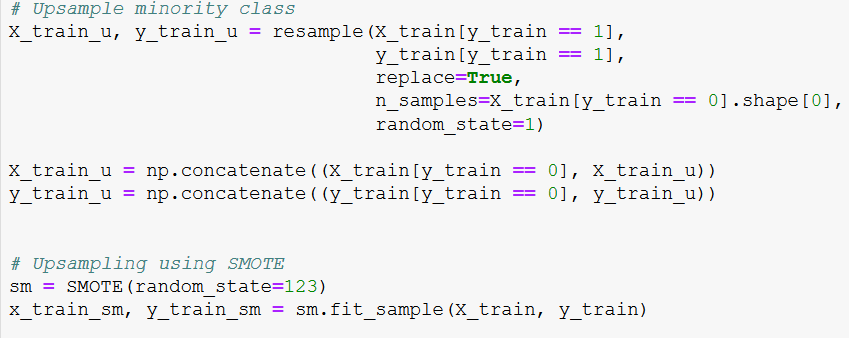 # Upsample minority class
X_train_u, y_train_u = resample(X_train[y_train == 1],
                                y_train[y_train == 1],
                                replace=True,
                                n_samples=X_train[y_train == 0].shape[0],
                                random_state=1)
X_train_u = np.concatenate((X_train[y_train == 0], X_train_u))
y_train_u = np.concatenate((y_train[y_train == 0], y_train_u))
# Upsampling using SMOTE
sm = SMOTE(random_state=123)
x_train_sm, y_train_sm = sm.fit_sample(X_train, y_train)